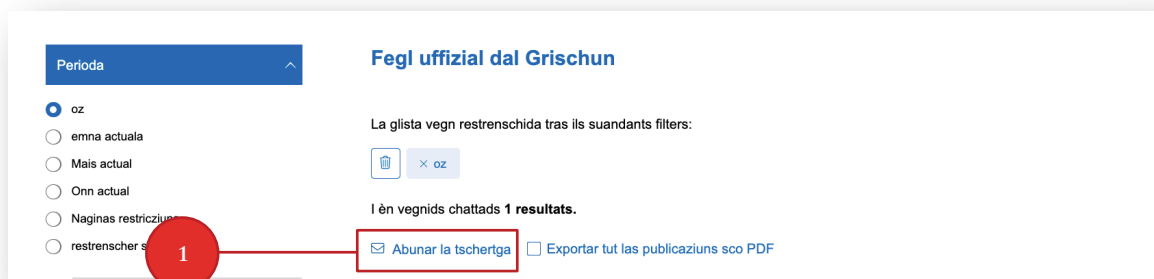 Perioda
oz
emna actuala
Mais actual
Onn actual
Naginas
restrenscher
Fegl uffizial dal Grischun
La glista vegn restrenschida tras ils suandants filters:
× oz
I èn vegnids chattads 1 resultats.
Abunar la tschertga
Exportar tut las publicaziuns sco PDF
1